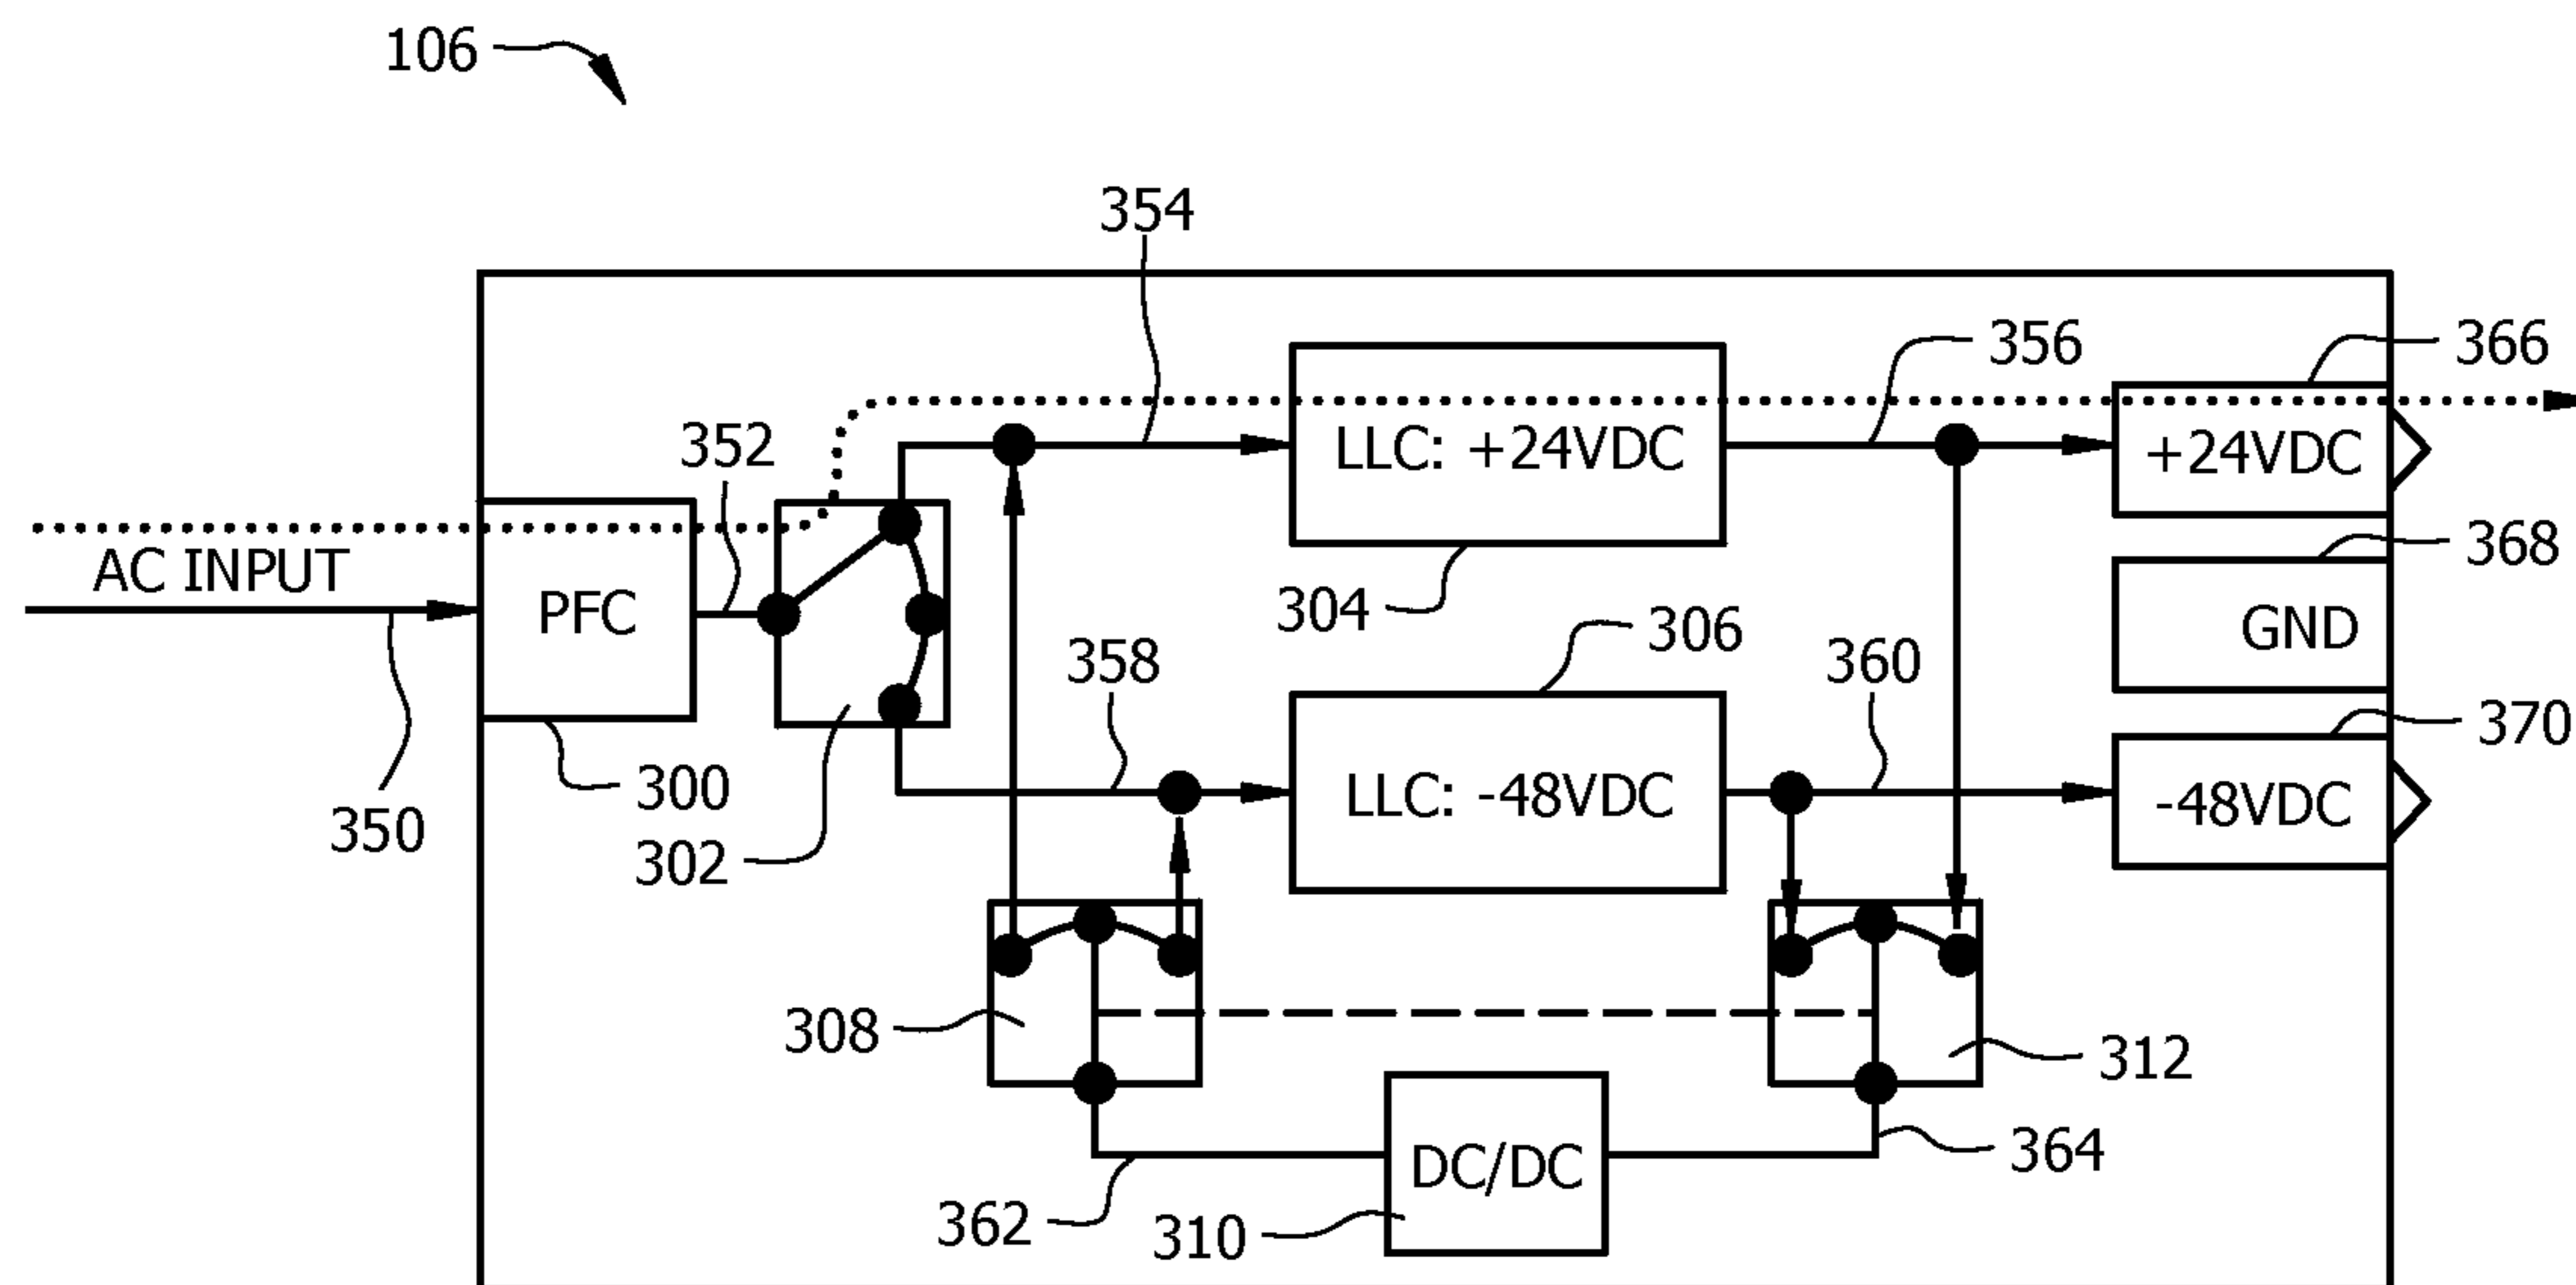 106
354
356
366
352
LLC: +24VDC
+24VDC
368
AC INPUT
PFC
304
306
GND
358
360
370
300
LLC: -48VDC
-48VDC
350
302
308
312
DC/DC
364
362
310